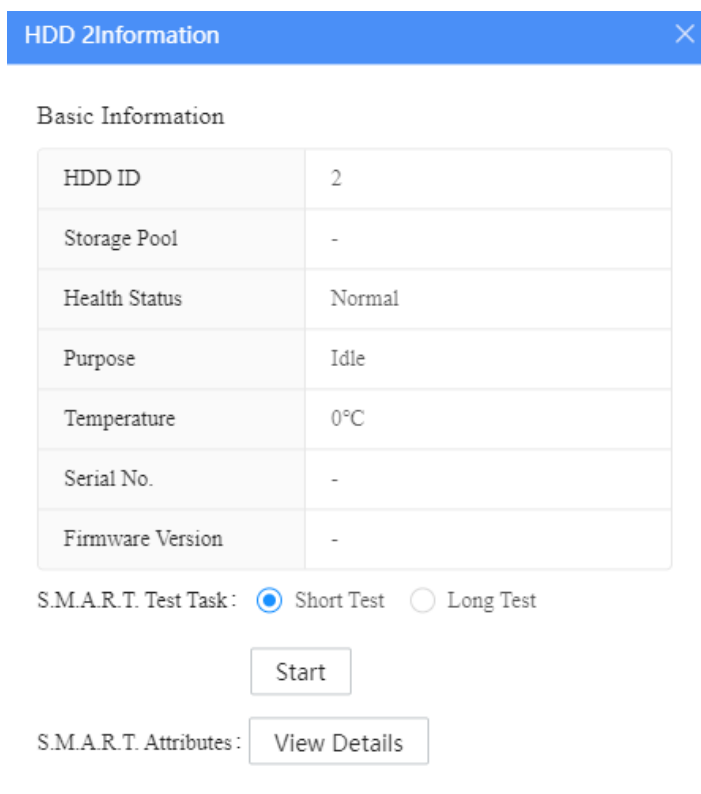 HDD 2Information
Basic Information
HDD ID 2
Storage Pool -
Health Status Normal
Purpose Idle
Temperature 0°C
Serial No. -
Firmware Version -
S.M.A.R.T. Test Task: Short Test Long Test
Start
S.M.A.R.T. Attributes: View Details